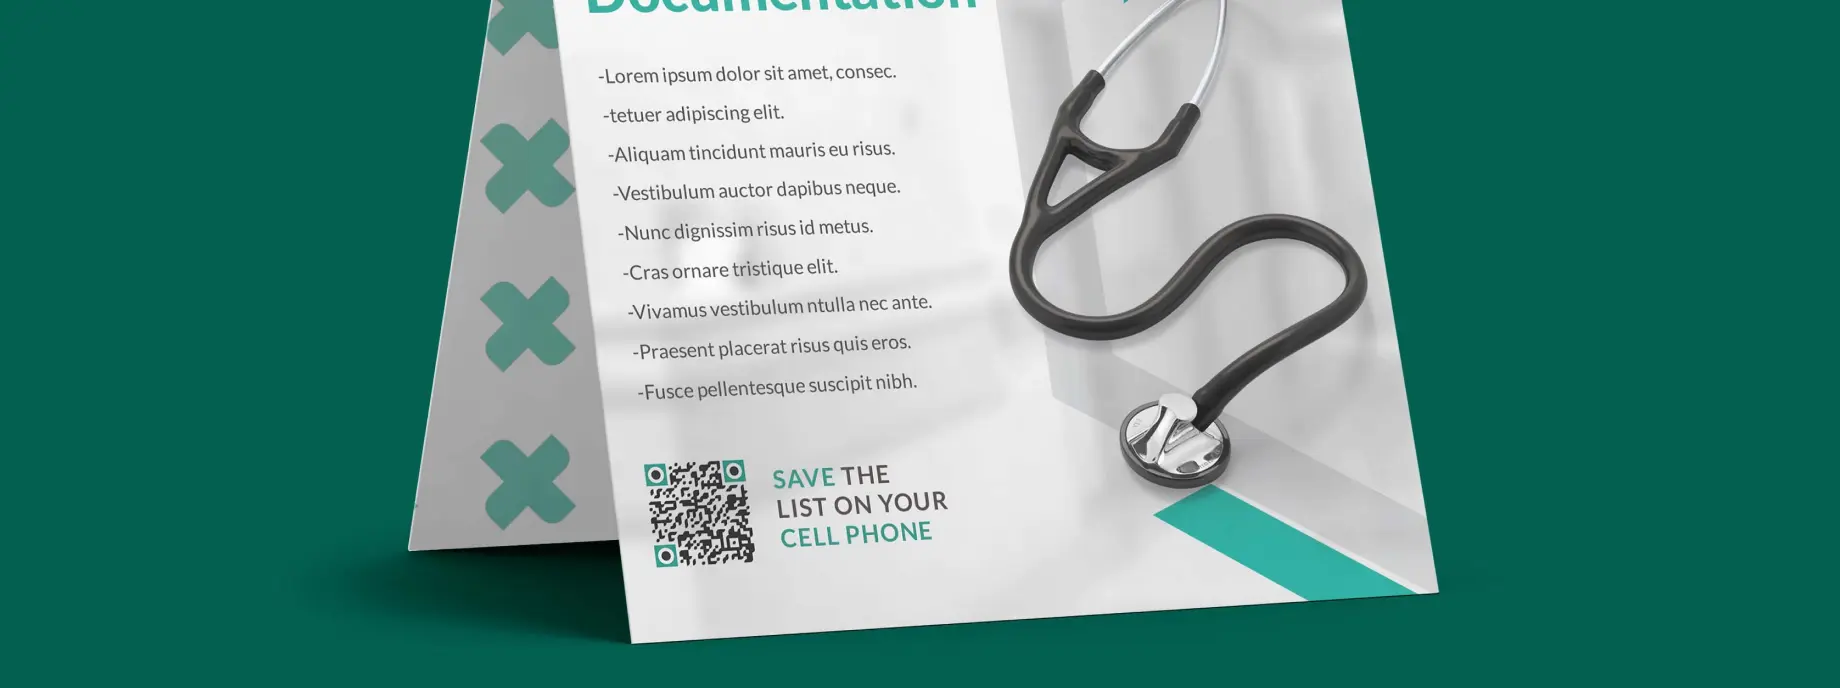 Documentation
-Lorem ipsum dolor sit amet, consec.
-tetuer adipiscing elit.
-Aliquam tincidunt mauris eu risus.
-Vestibulum auctor dapibus neque.
-Nunc dignissim risus id metus.
-Cras ornare tristique elit.
-Vivamus vestibulum ntulla nec ante.
-Praesent placerat risus quis eros.
-Fusce pellentesque suscipit nibh.
SAVE THE
LIST ON YOUR
CELL PHONE